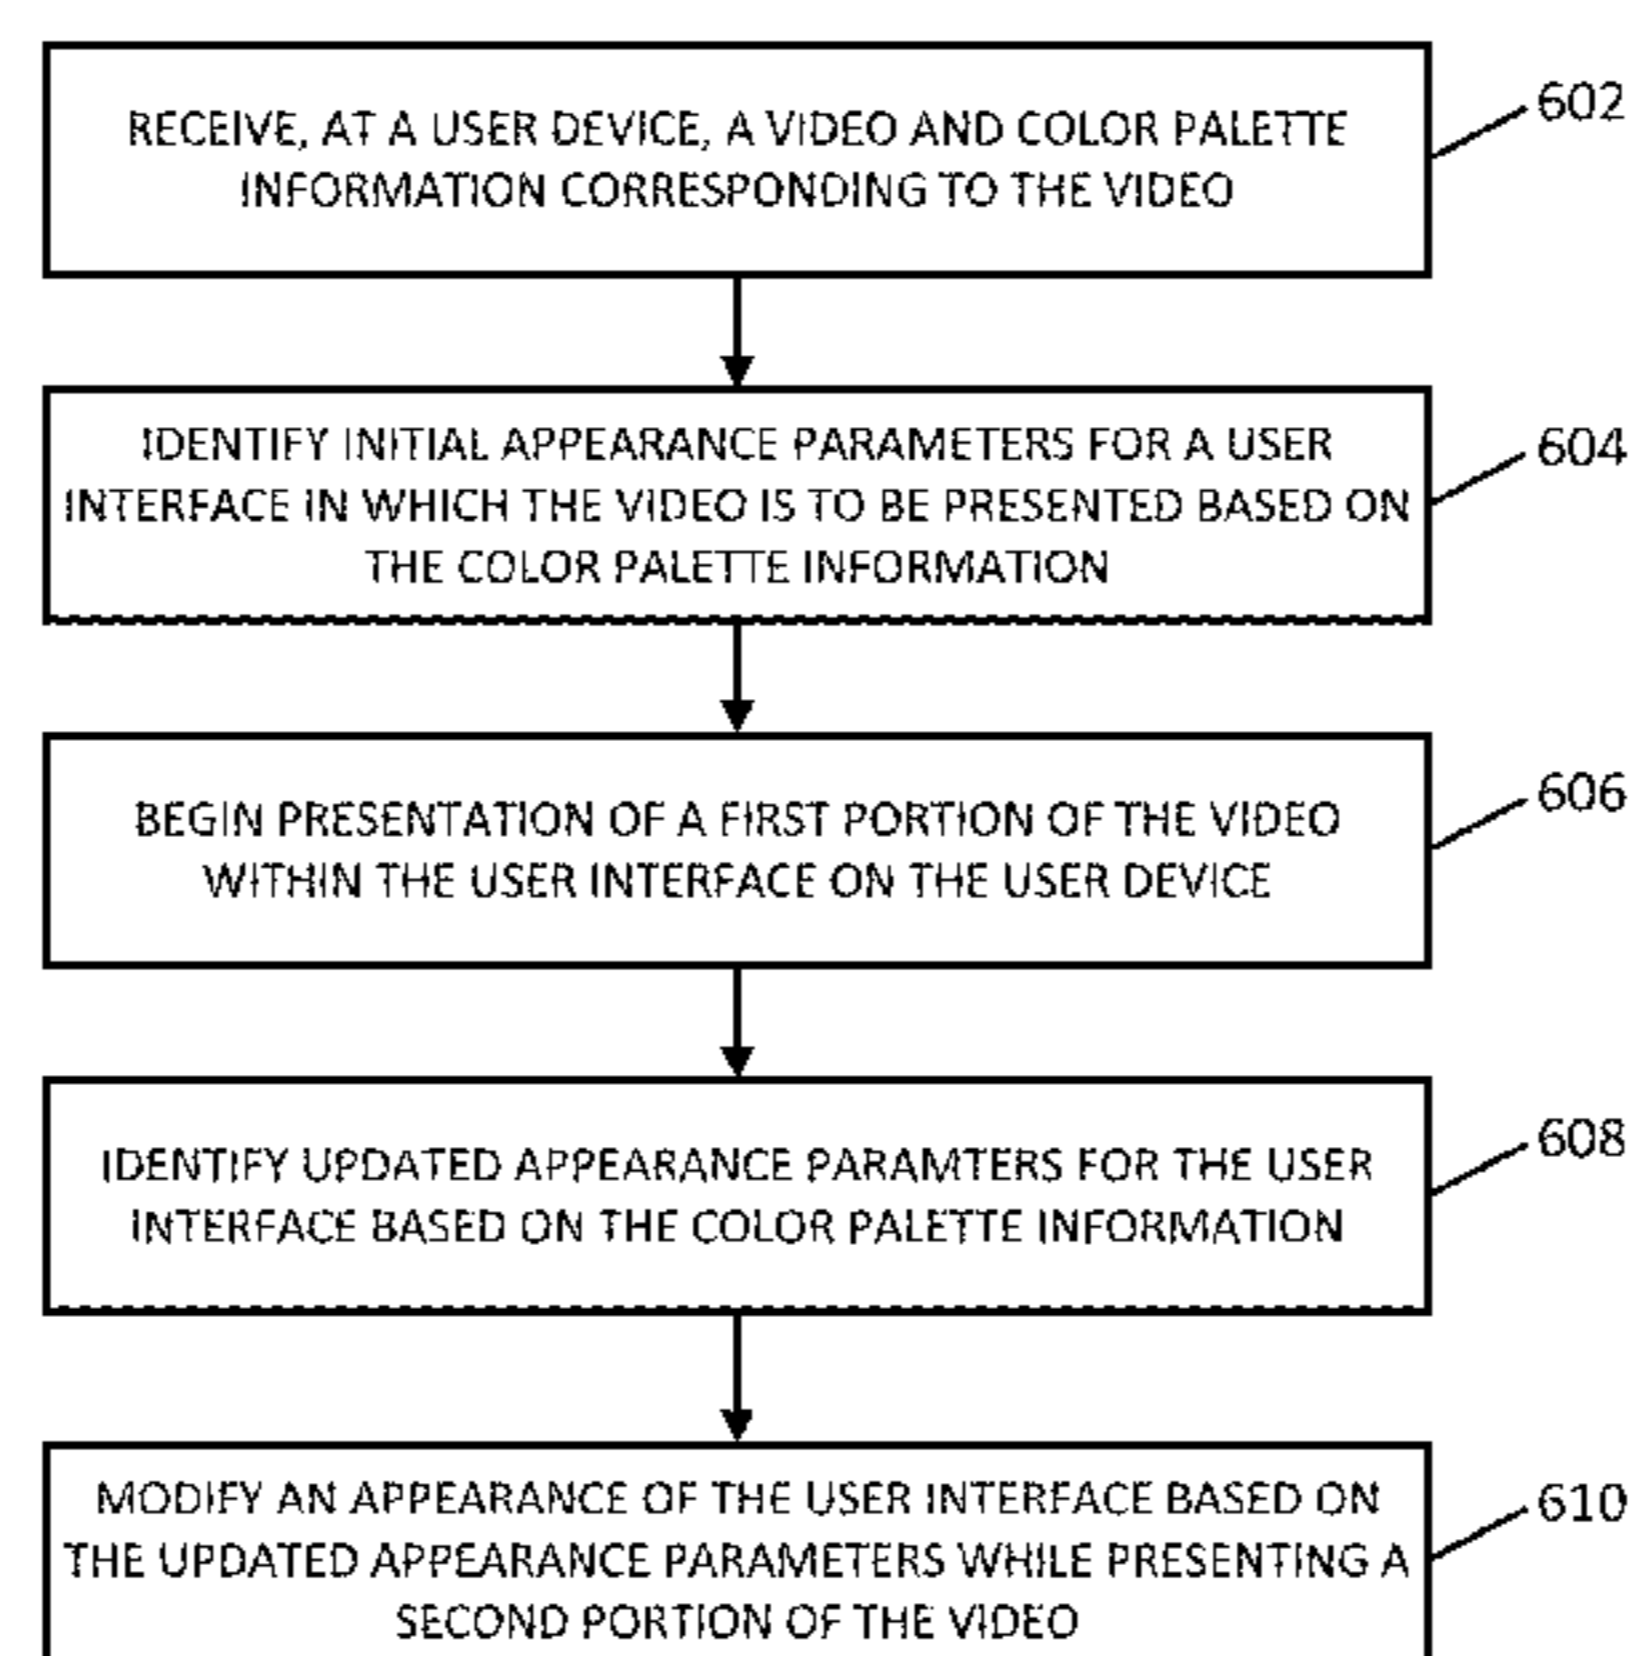 RECEIVE, AT A USER DEVICE, A VIDEO AND COLOR PALETTE
INFORMATION CORRESPONDING TO THE VIDEO
602
IDENTIFY INITIAL APPEARANCE PARAMETERS FOR A USER
INTERFACE IN WHICH THE VIDEO IS TO BE PRESENTED BASED ON
THE COLOR PALETTE INFORMATION
604
BEGIN PRESENTATION OF A FIRST PORTION OF THE VIDEO
WITHIN THE USER INTERFACE ON THE USER DEVICE
606
IDENTIFY UPDATED APPEARANCE PARAMTERS FOR THE USER
INTERFACE BASED ON THE COLOR PALETTE INFORMATION
608
MODIFY AN APPEARANCE OF THE USER INTERFACE BASED ON
THE UPDATED APPEARANCE PARAMETERS WHILE PRESENTING A
SECOND PORTION OF THE VIDEO
610